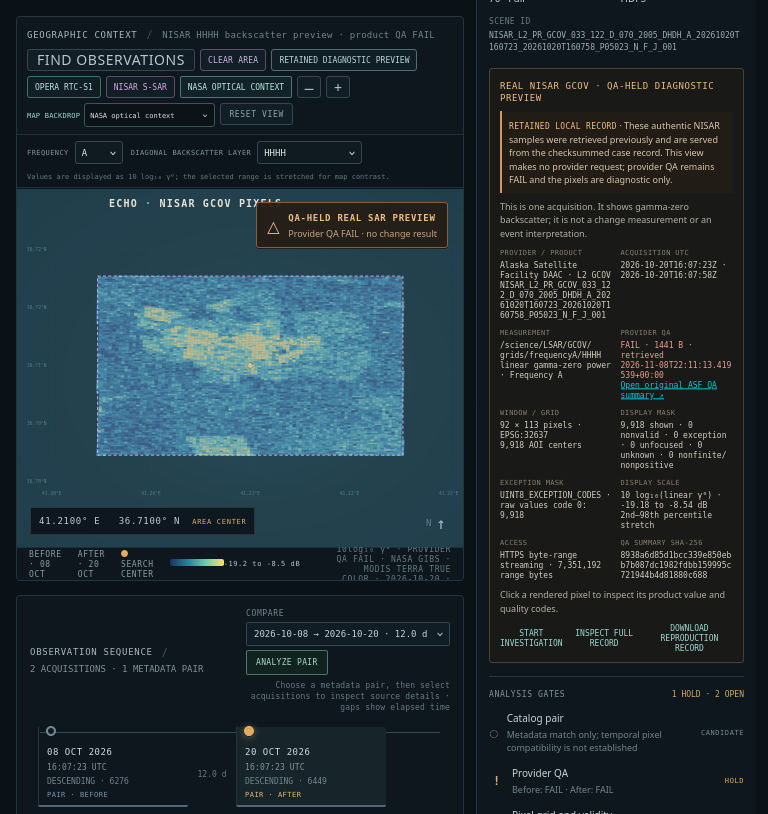 GEOGRAPHIC CONTEXT / NISAR HHHH backscatter preview · product QA FAIL
FIND OBSERVATIONS CLEAR AREA RETAINED DIAGNOSTIC PREVIEW
OPERA RTC-S1 NISAR S-SAR NASA OPTICAL CONTEXT — +
MAP BACKDROP NASA optical context RESET VIEW
FREQUENCY A DIAGONAL BACKSCATTER LAYER HHHH
Values are displayed as 10 log₁₀ γ⁰; the selected range is stretched for map contrast.
ECHO · NISAR GCOV PIXELS
QA-HELD REAL SAR PREVIEW
Provider QA FAIL · no change result
36.72°N
36.71°N
41.2100° E 36.7100° N AREA CENTER
N ↑
BEFORE · 08 OCT
AFTER · 20 OCT
SEARCH CENTER
-19.2 to -8.5 dB
10log₁₀ γ⁰ · PROVIDER
QA FAIL · NASA GIBS ·
MODIS TERRA TRUE
COLOR · 2026-10-20 ·
OBSERVATION SEQUENCE /
2 ACQUISITIONS · 1 METADATA PAIR
COMPARE
2026-10-08 → 2026-10-20 · 12.0 d
ANALYZE PAIR
Choose a metadata pair, then select
acquisitions to inspect source details ·
gaps show elapsed time
08 OCT 2026
16:07:23 UTC
DESCENDING · 6276
PAIR · BEFORE
12.0 d
20 OCT 2026
16:07:23 UTC
DESCENDING · 6449
PAIR · AFTER
SCENE ID
NISAR_L2_PR_GCOV_033_122_D_070_2005_DHDH_A_20261020T
160723_20261020T160758_P05023_N_F_J_001
REAL NISAR GCOV · QA-HELD DIAGNOSTIC
PREVIEW
RETAINED LOCAL RECORD · These authentic NISAR
samples were retrieved previously and are served
from the checksummed case record. This view
makes no provider request; provider QA remains
FAIL and the pixels are diagnostic only.
This is one acquisition. It shows gamma-zero
backscatter; it is not a change measurement or an
event interpretation.
PROVIDER / PRODUCT
Alaska Satellite
Facility DAAC · L2 GCOV
NISAR_L2_PR_GCOV_033_12
2_D_070_2005_DHDH_A_202
61020T160723_20261020T1
60758_P05023_N_F_J_001
ACQUISITION UTC
2026-10-20T16:07:23Z ·
2026-10-20T16:07:58Z
MEASUREMENT
/science/LSAR/GCOV/
grids/frequencyA/HHHH
linear gamma-zero power
· Frequency A
PROVIDER QA
FAIL · 1441 B ·
retrieved
2026-11-08T22:11:13.419
539+00:00
Open original ASF QA
summary ↗
WINDOW / GRID
92 × 113 pixels ·
EPSG:32637
9,918 AOI centers
DISPLAY MASK
9,918 shown · 0
nonvalid · 0 exception
· 0 unfocused · 0
unknown · 0 nonfinite/
nonpositive
EXCEPTION MASK
UINT8_EXCEPTION_CODES ·
raw values code 0:
9,918
DISPLAY SCALE
10 log₁₀(linear γ⁰) ·
-19.18 to -8.54 dB
2nd–98th percentile
stretch
ACCESS
HTTPS byte-range
streaming · 7,351,192
range bytes
QA SUMMARY SHA-256
8938a6d85d1bcc339e850eb
b7b087dc1982fdbb159995c
721944b4d81880c688
Click a rendered pixel to inspect its product value and
quality codes.
START
INVESTIGATION
INSPECT FULL
RECORD
DOWNLOAD
REPRODUCTION
RECORD
ANALYSIS GATES 1 HOLD · 2 OPEN
Catalog pair
Metadata match only; temporal pixel
compatibility is not established
CANDIDATE
! Provider QA
Before: FAIL · After: FAIL
HOLD